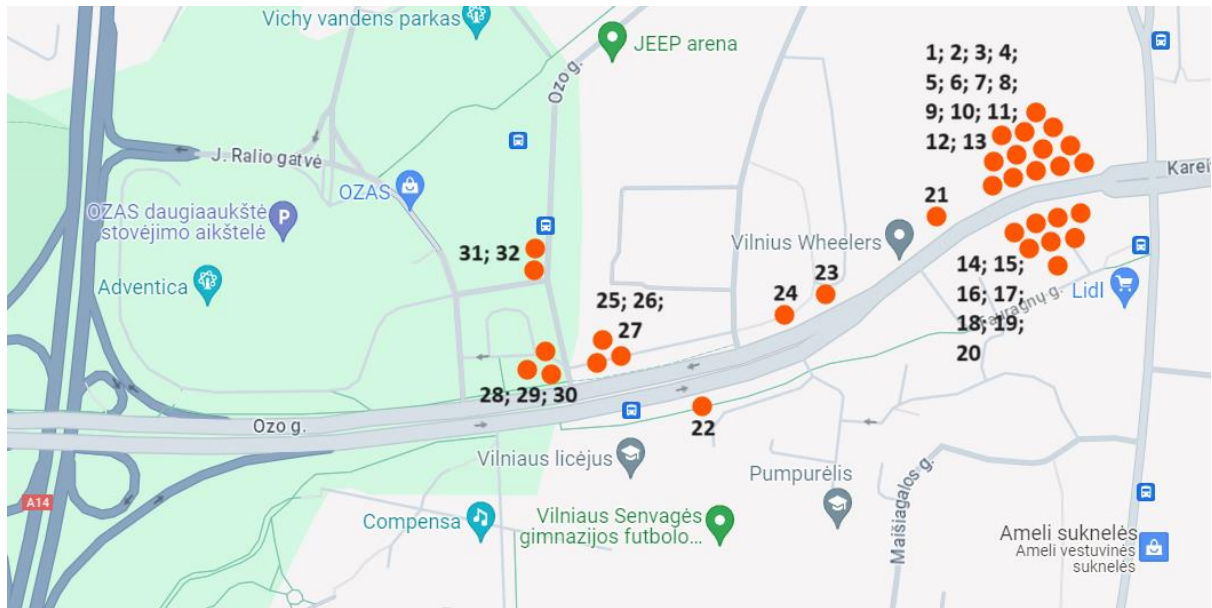 Vichy vandens parkas
JEEP arena
Ozo g.
1; 2; 3; 4;
5; 6; 7; 8;
9; 10; 11;
12; 13
J. Ralio gatvė
OZAS
Karei
OZAS daugiaaukštė
stovėjimo aikštelė
P
21
Vilnius Wheelers
31; 32
Adventica
23
24
25; 26;
27
14; 15;
16; 17;
18; 19;
20
Tauragnų g.
Lidl
28; 29; 30
22
Ozo g.
Vilniaus licėjus
Pumpurėlis
Maišiagalos g.
A14
Compensa
Vilniaus Senvagės
gimnazijos futbolo...
Ameli suknelės
Ameli vestuvinės
suknelės